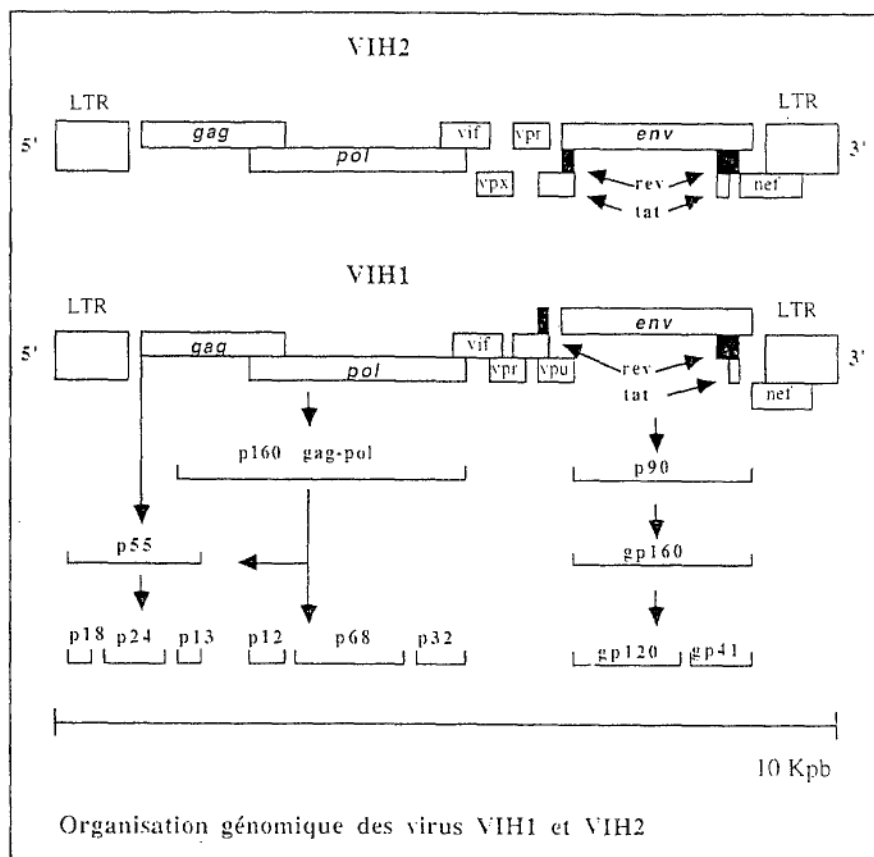 VIH2
LTR
LTR
5'
gag
vif
vpr
env
3'
pol
vpx
rev
nef
tat
VIH1
LTR
LTR
5'
gag
vif
env
3'
pol
vpr
vpu
rev
tat
nef
p160 gag-pol
p90
p55
gp160
p18
p24
p13
p12
p68
p32
gp120
gp41
10 Kpb
Organisation génomique des virus VIH1 et VIH2